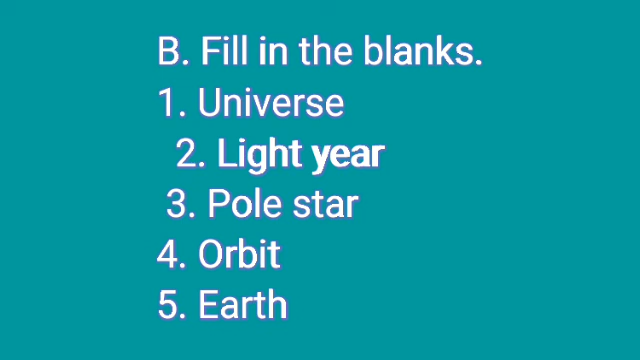 B. Fill in the blanks.
1. Universe
2. Light year
3. Pole star
4. Orbit
5. Earth